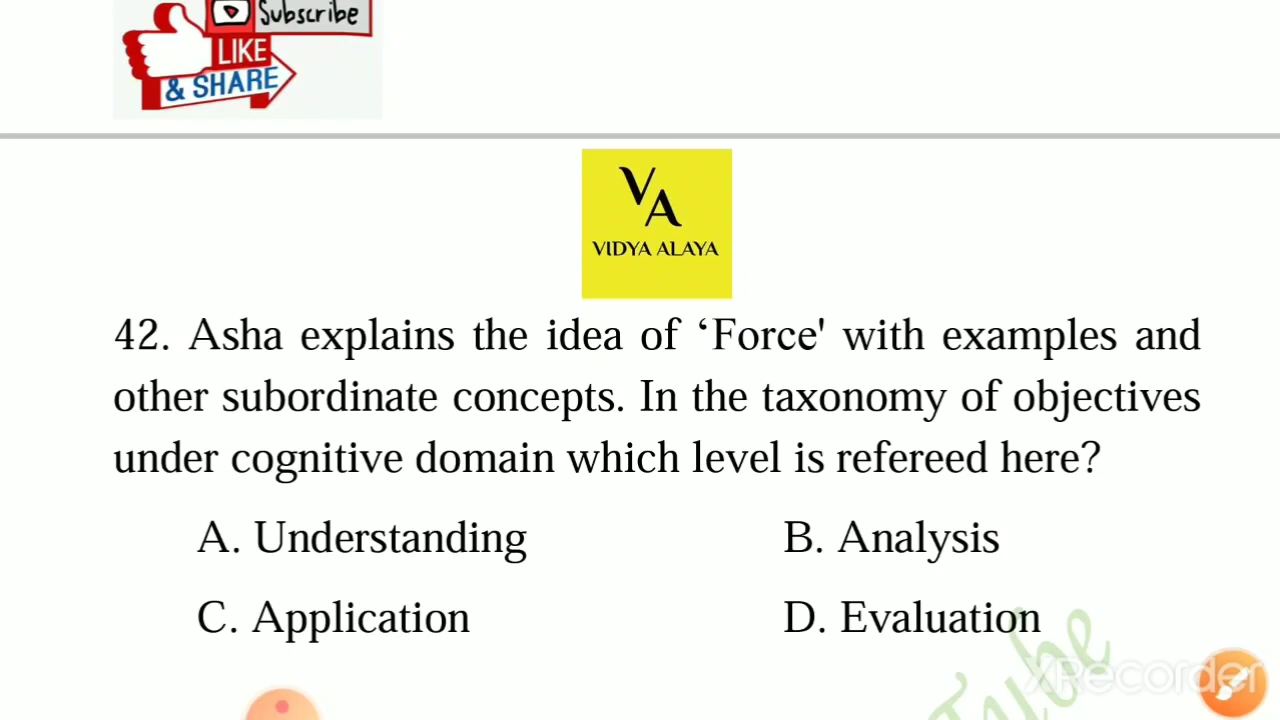 Subscribe
LIKE
& SHARE
VA
VIDYA ALAYA
42. Asha explains the idea of ‘Force' with examples and
other subordinate concepts. In the taxonomy of objectives
under cognitive domain which level is refereed here?
A. Understanding
B. Analysis
C. Application
D. Evaluation
Tube
XRecorder